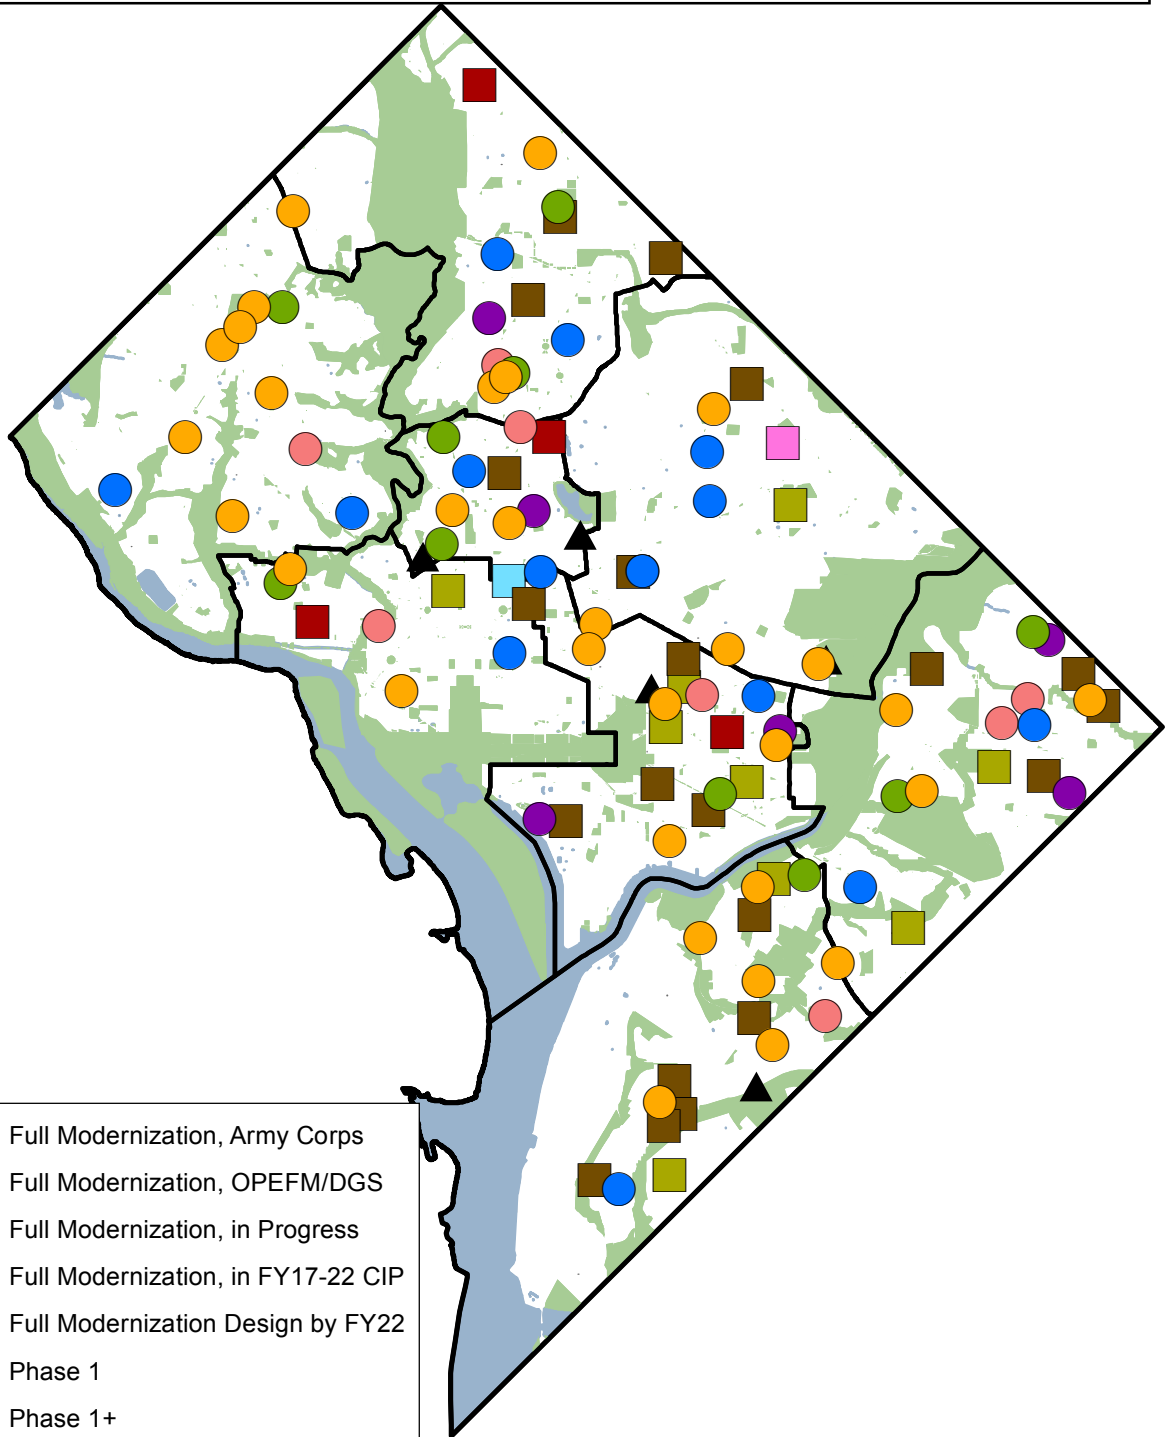 Full Modernization, Army Corps
Full Modernization, OPEFM/DGS
Full Modernization, in Progress
Full Modernization, in FY17-22 CIP
Full Modernization Design by FY22
Phase 1
Phase 1+